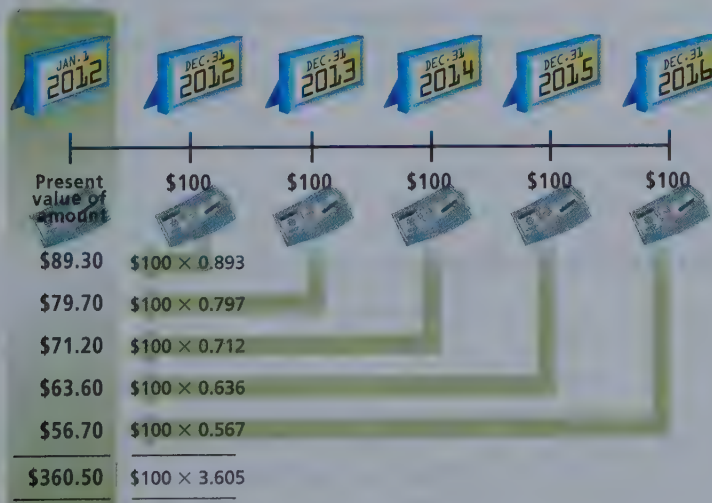 JAN. 1
2012
DEC. 31
2012
DEC. 31
2013
DEC. 31
2014
DEC. 31
2015
DEC. 31
2016
Present
value of
amount
$100
$100
$100
$100
$100
$89.30 $100 × 0.893
$79.70 $100 × 0.797
$71.20 $100 × 0.712
$63.60 $100 × 0.636
$56.70 $100 × 0.567
$360.50 $100 × 3.605